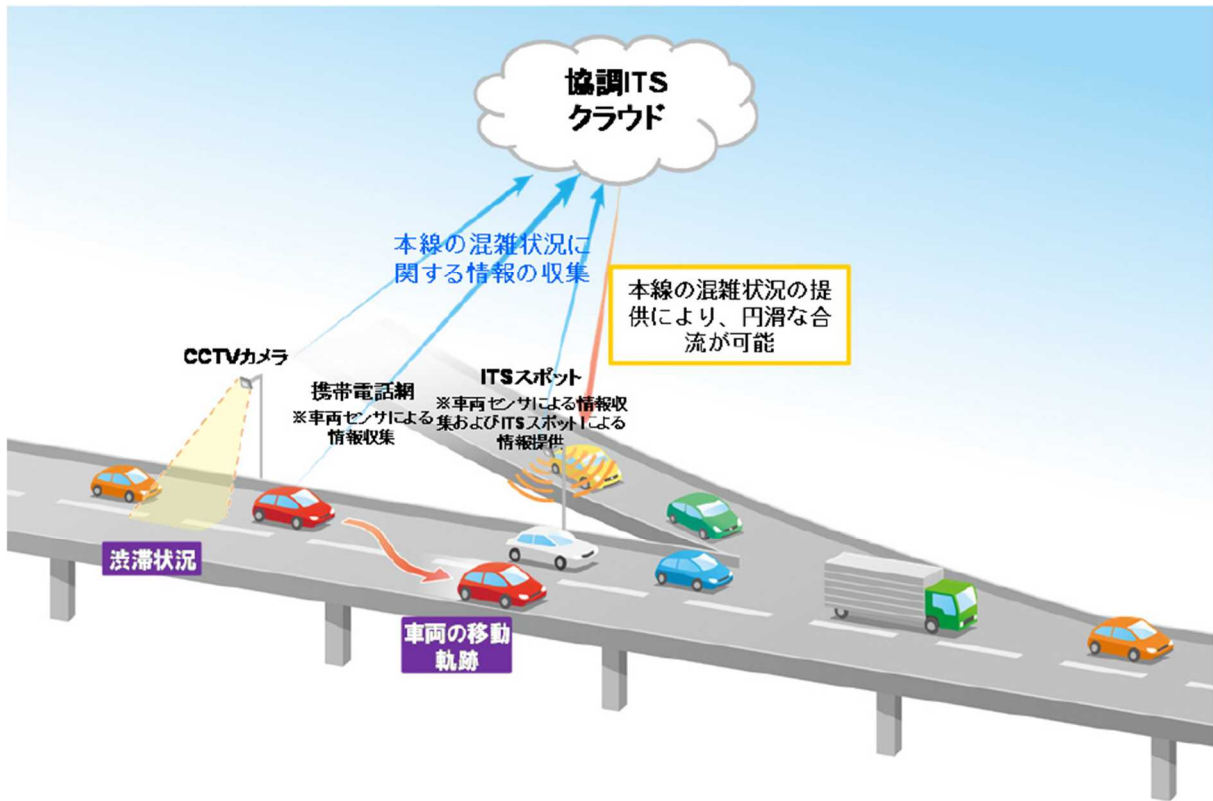 協調ITS
クラウド
本線の混雑状況に
関する情報の収集
本線の混雑状況の提
供により、円滑な合
流が可能
CCTVカメラ
携帯電話網
※車両センサによる
情報収集
ITSスポット
※車両センサによる情報収
集およびITSスポットによる
情報提供
渋滞状況
車両の移動
軌跡